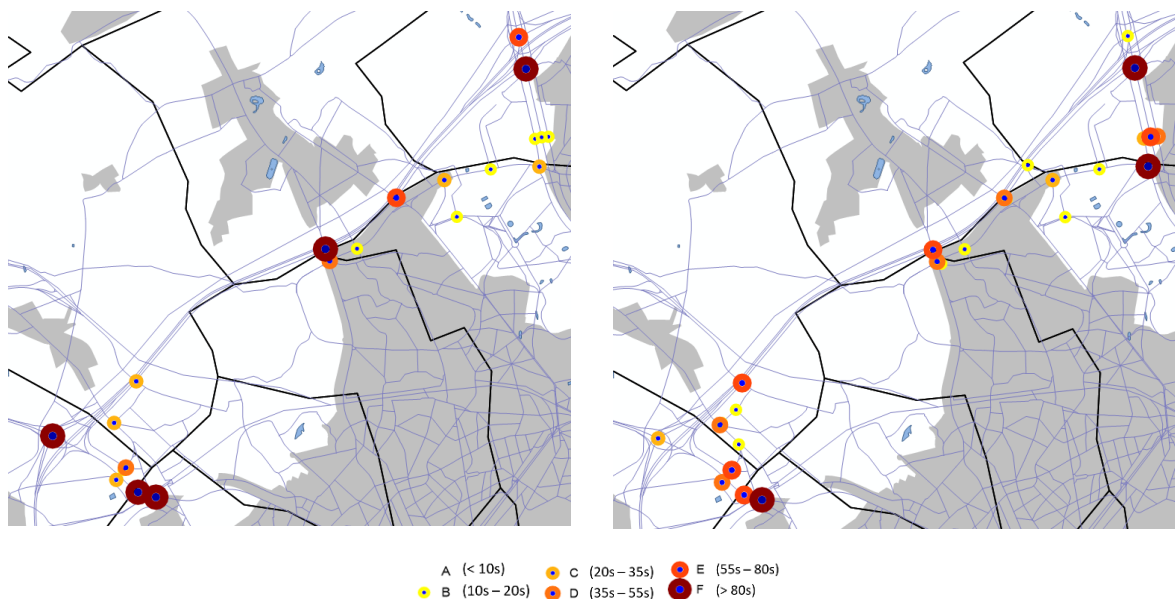 A (< 10s) C (20s – 35s) E (55s – 80s)
B (10s – 20s) D (35s – 55s) F (> 80s)